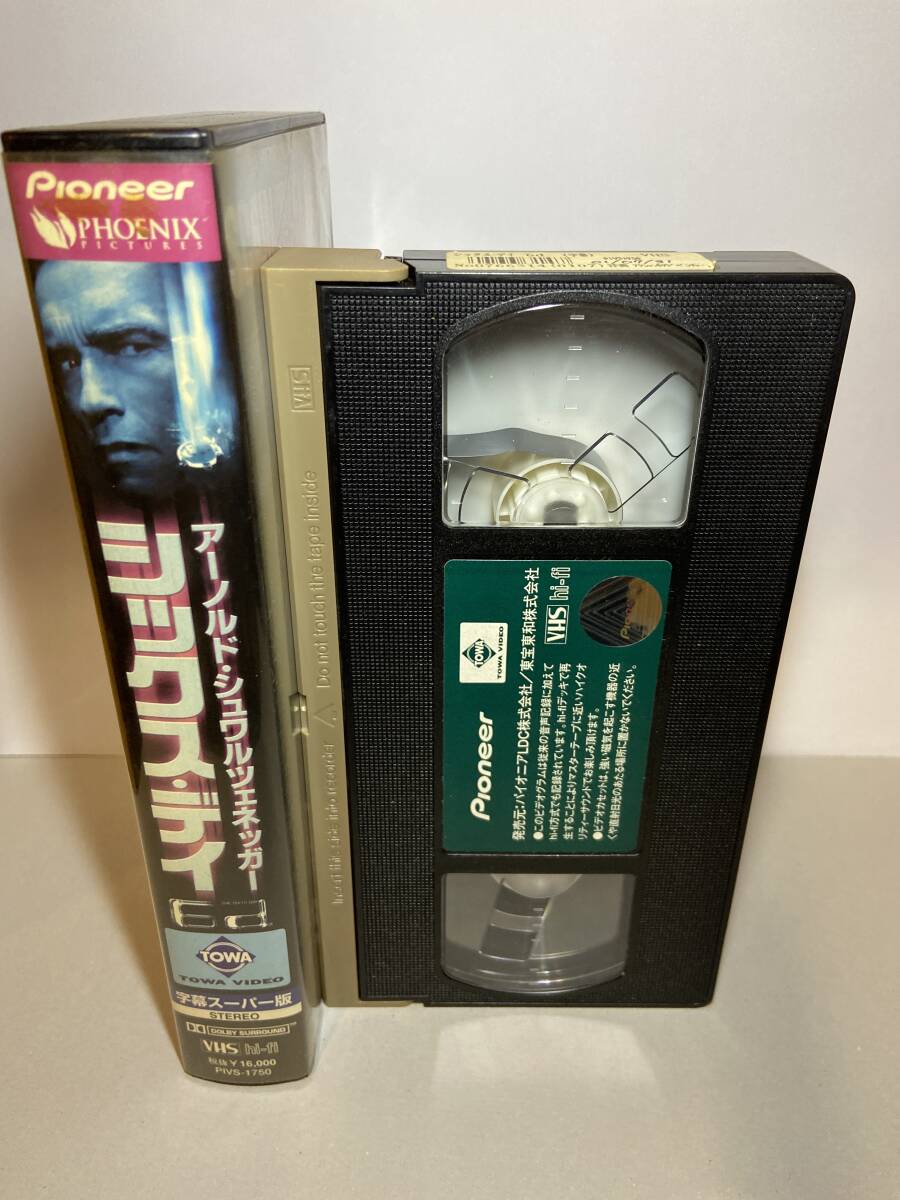 Pioneer
PHOENIX
PICTURES
アーノルド・シュワルツェネッガー
シックス・デイ
6d
TOWA
TOWA VIDEO
字幕スーパー版
STEREO
DOLBY SURROUND
VHS hi-fi
税抜¥16,000
PIVS-1750
VHS
Do not touch the tape inside
Insert this side into recorder
Pioneer
TOWA
TOWA VIDEO
発売元:パイオニアLDC株式会社/東宝東和株式会社
VHS hi-fi
●このビデオグラムは従来の音声記録に加えて
hi-fi方式でも記録されています。hi-fiデッキで再
生することによりマスターテープに近いハイクオ
リティーサウンドでお楽しみ頂けます。
●ビデオカセットは、強い磁気を起こす機器の近
くや直射日光のあたる場所に置かないでください。